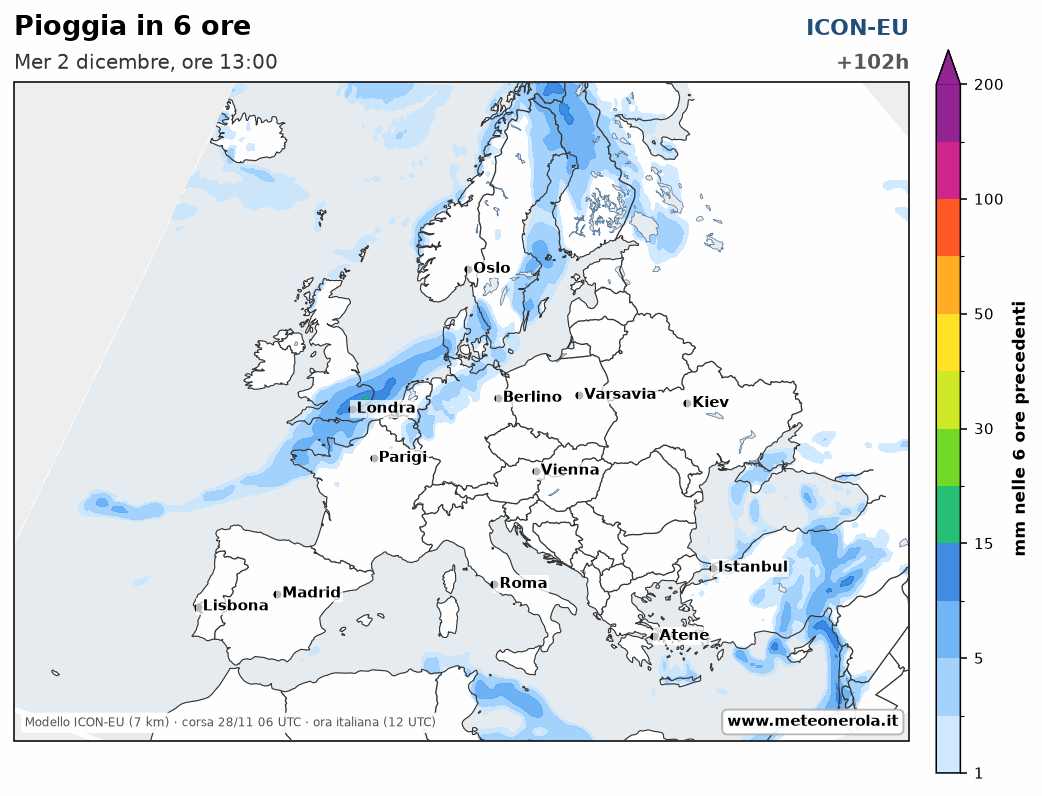 Pioggia in 6 ore
ICON-EU
Mer 2 dicembre, ore 13:00
+102h
200
100
50
30
15
5
1
mm nelle 6 ore precedenti
Oslo
Londra
Berlino
Varsavia
Kiev
Parigi
Vienna
Istanbul
Roma
Madrid
Lisbona
Atene
Modello ICON-EU (7 km) · corsa 28/11 06 UTC · ora italiana (12 UTC)
www.meteonerola.it